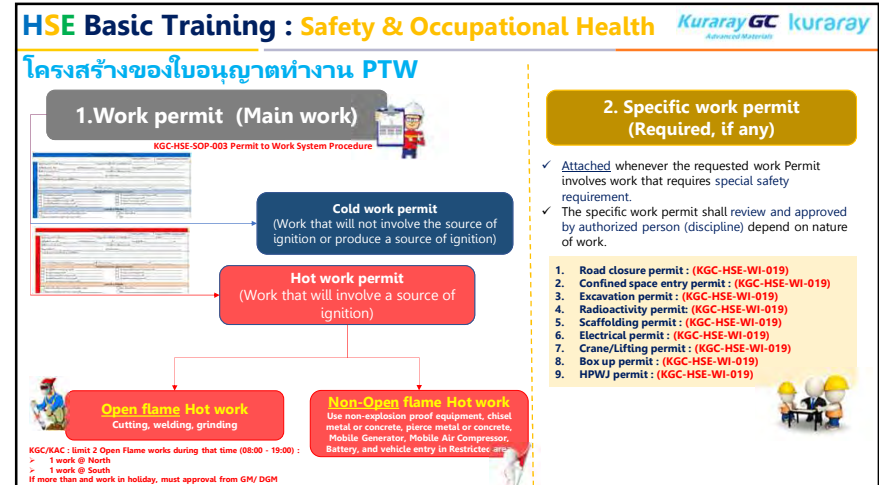 HSE Basic Training : Safety & Occupational Health
Kuraray GC
Advanced Materials
kuraray
โครงสร้างของใบอนุญาตทำงาน PTW
1.Work permit (Main work)
KGC-HSE-SOP-003 Permit to Work System Procedure
Cold work permit
(Work that will not involve the source of
ignition or produce a source of ignition)
Hot work permit
(Work that will involve a source of
ignition)
Open flame Hot work
Cutting, welding, grinding
Non-Open flame Hot work
Use non-explosion proof equipment, chisel
metal or concrete, pierce metal or concrete,
Mobile Generator, Mobile Air Compressor,
Battery, and vehicle entry in Restricted area
KGC/KAC : limit 2 Open Flame works during that time (08:00 - 19:00) :
➢ 1 work @ North
➢ 1 work @ South
If more than and work in holiday, must approval from GM/ DGM
2. Specific work permit
(Required, if any)
✓ Attached whenever the requested work Permit
involves work that requires special safety
requirement.
✓ The specific work permit shall review and approved
by authorized person (discipline) depend on nature
of work.
1. Road closure permit : (KGC-HSE-WI-019)
2. Confined space entry permit : (KGC-HSE-WI-019)
3. Excavation permit : (KGC-HSE-WI-019)
4. Radioactivity permit: (KGC-HSE-WI-019)
5. Scaffolding permit : (KGC-HSE-WI-019)
6. Electrical permit : (KGC-HSE-WI-019)
7. Crane/Lifting permit : (KGC-HSE-WI-019)
8. Box up permit : (KGC-HSE-WI-019)
9. HPWJ permit : (KGC-HSE-WI-019)